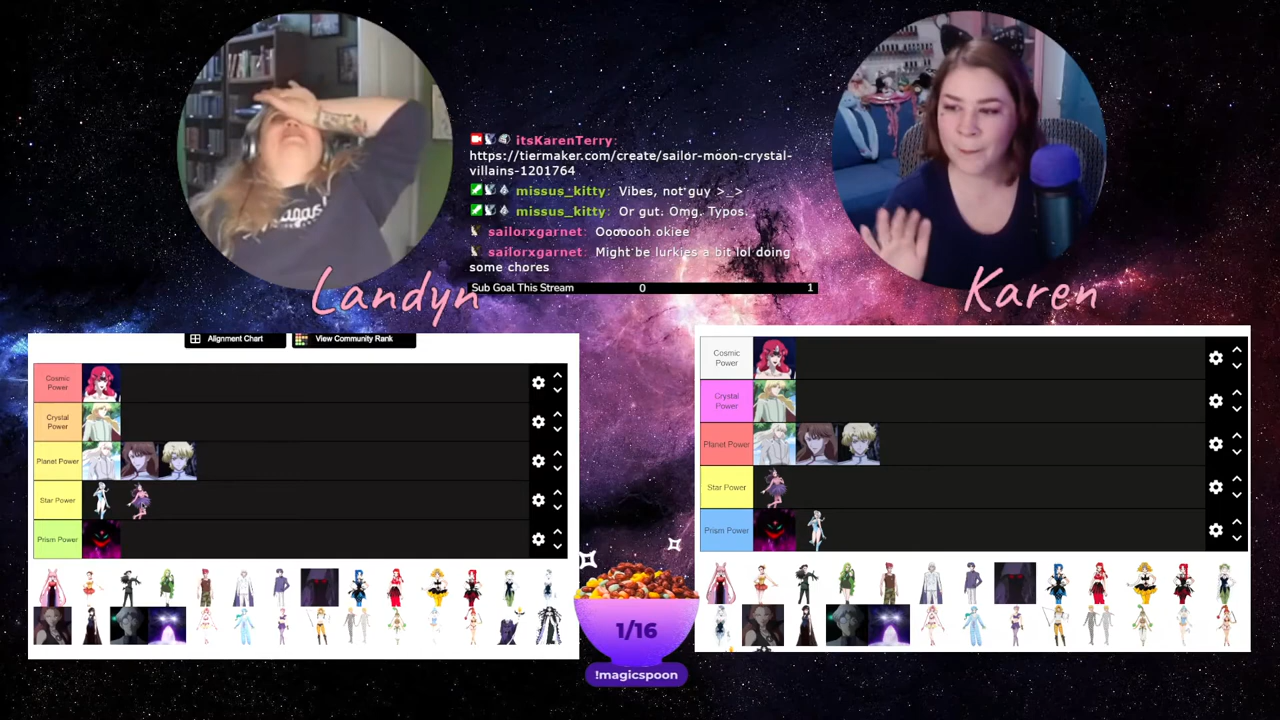 itsKarenTerry:
https://tiermaker.com/create/sailor-moon-crystal-
villains-1201764
missus_kitty: Vibes, not guy >_>
missus_kitty: Or gut. Omg. Typos.
sailorxgarnet: Ooooooh okiee
sailorxgarnet: Might be lurkies a bit lol doing
some chores
Sub Goal This Stream 0 1
Landyn
Karen
Alignment Chart
View Community Rank
Cosmic
Power
Crystal
Power
Planet Power
Star Power
Prism Power
Cosmic
Power
Crystal
Power
Planet Power
Star Power
Prism Power
1/16
!magicspoon